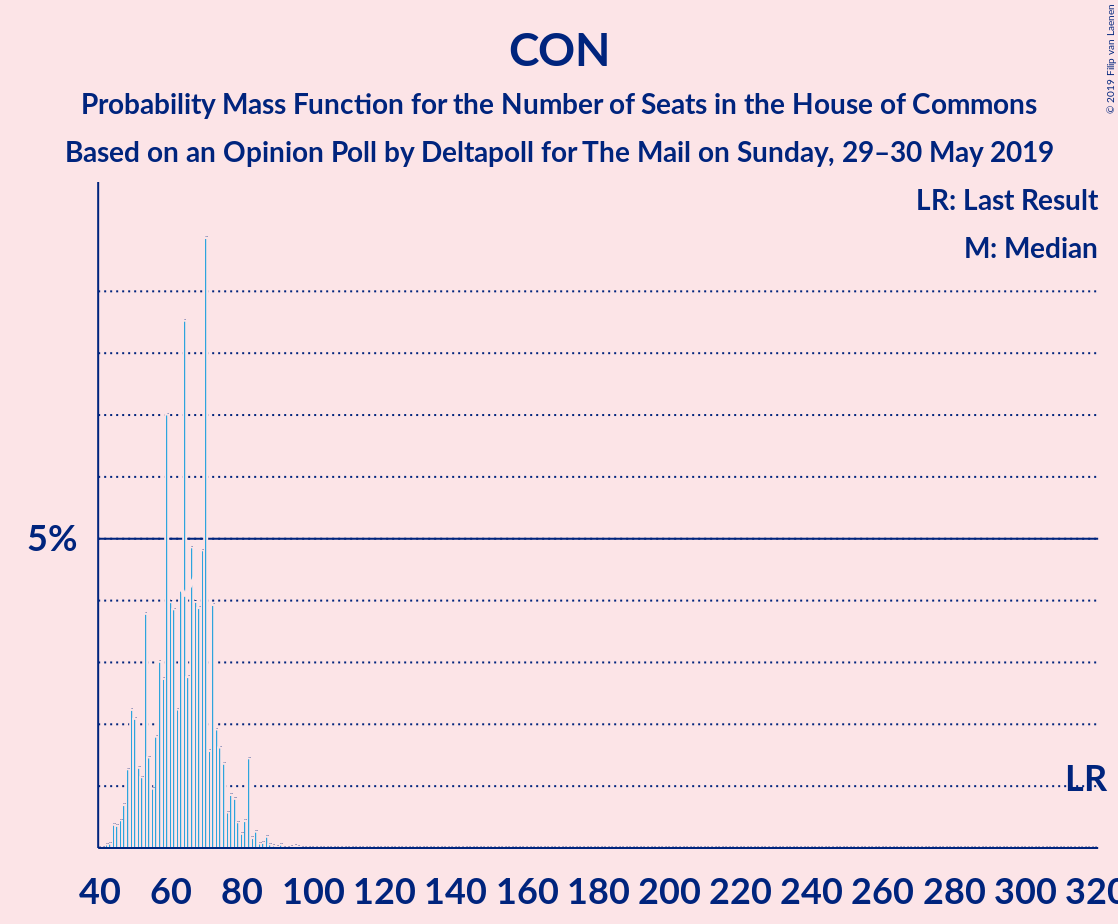 CON
Probability Mass Function for the Number of Seats in the House of Commons
Based on an Opinion Poll by Deltapoll for The Mail on Sunday, 29–30 May 2019
© 2019 Filip van Laenen
LR: Last Result
M: Median
5%
LR
40 60 80 100 120 140 160 180 200 220 240 260 280 300 320